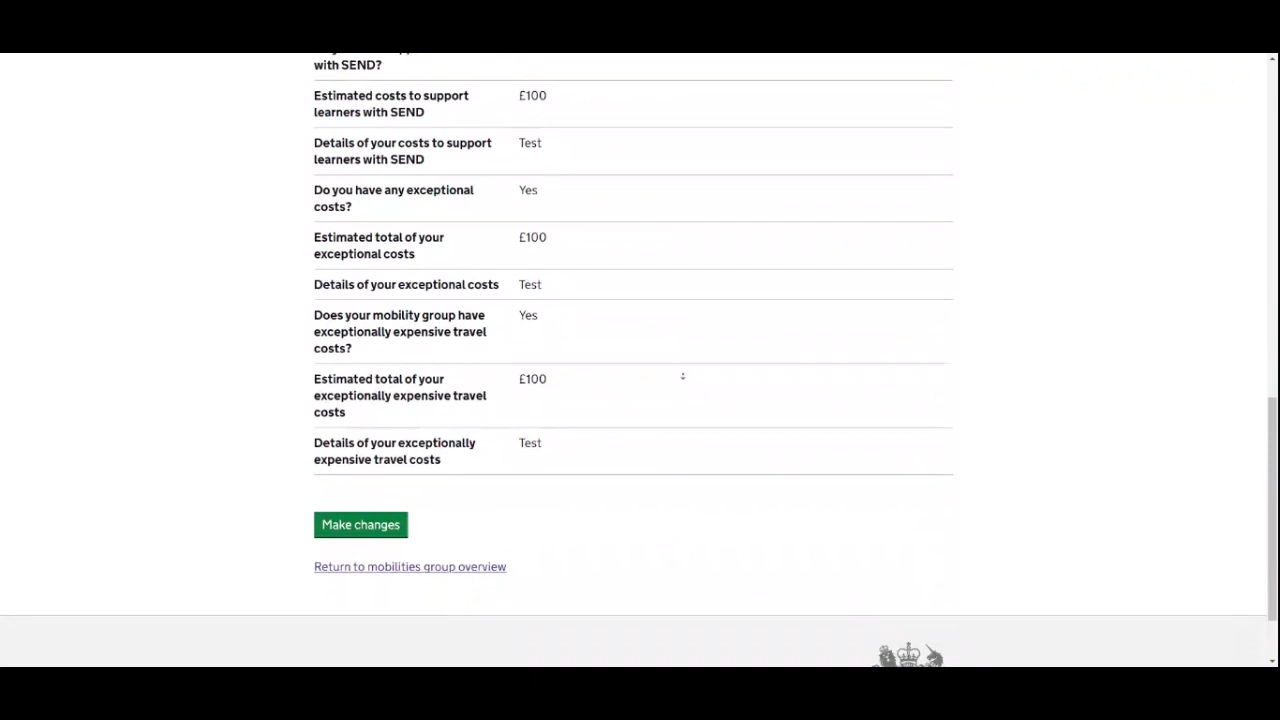 with SEND?
Estimated costs to support £100
learners with SEND
Details of your costs to support Test
learners with SEND
Do you have any exceptional Yes
costs?
Estimated total of your £100
exceptional costs
Details of your exceptional costs Test
Does your mobility group have Yes
exceptionally expensive travel
costs?
Estimated total of your £100
exceptionally expensive travel
costs
Details of your exceptionally Test
expensive travel costs
Make changes
Return to mobilities group overview